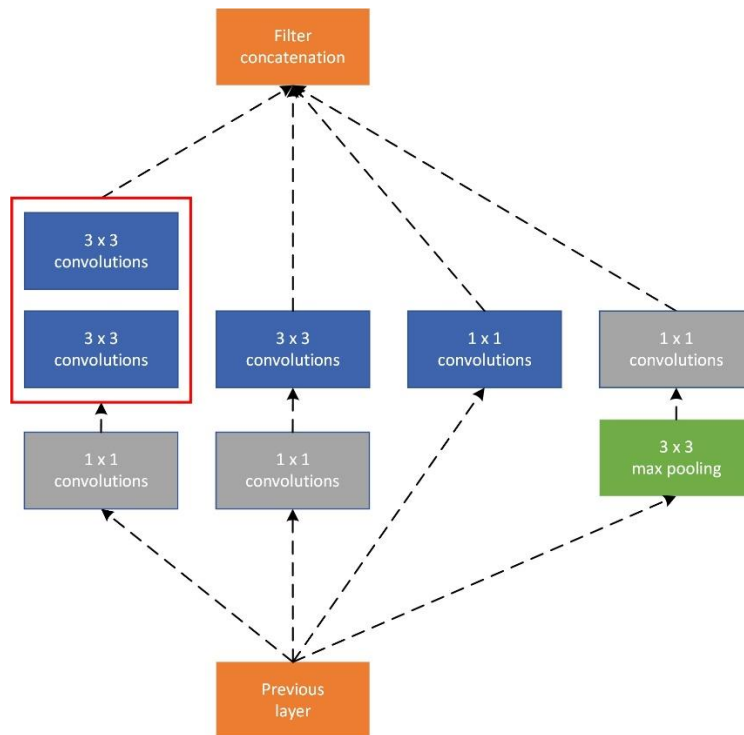 Filter
concatenation
3 x 3
convolutions
3 x 3
convolutions
3 x 3
convolutions
1 x 1
convolutions
1 x 1
convolutions
1 x 1
convolutions
1 x 1
convolutions
3 x 3
max pooling
Previous
layer